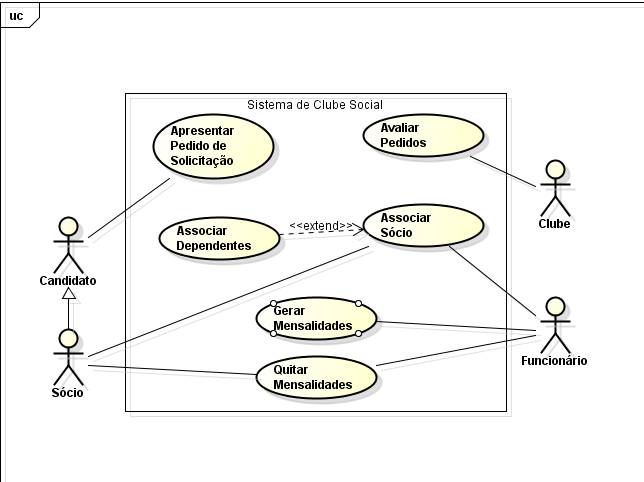 uc
Sistema de Clube Social
Apresentar
Pedido de
Solicitação
Avaliar
Pedidos
Clube
Associar
Dependentes
<<extend>>
Associar
Sócio
Candidato
Gerar
Mensalidades
Funcionário
Quitar
Mensalidades
Sócio